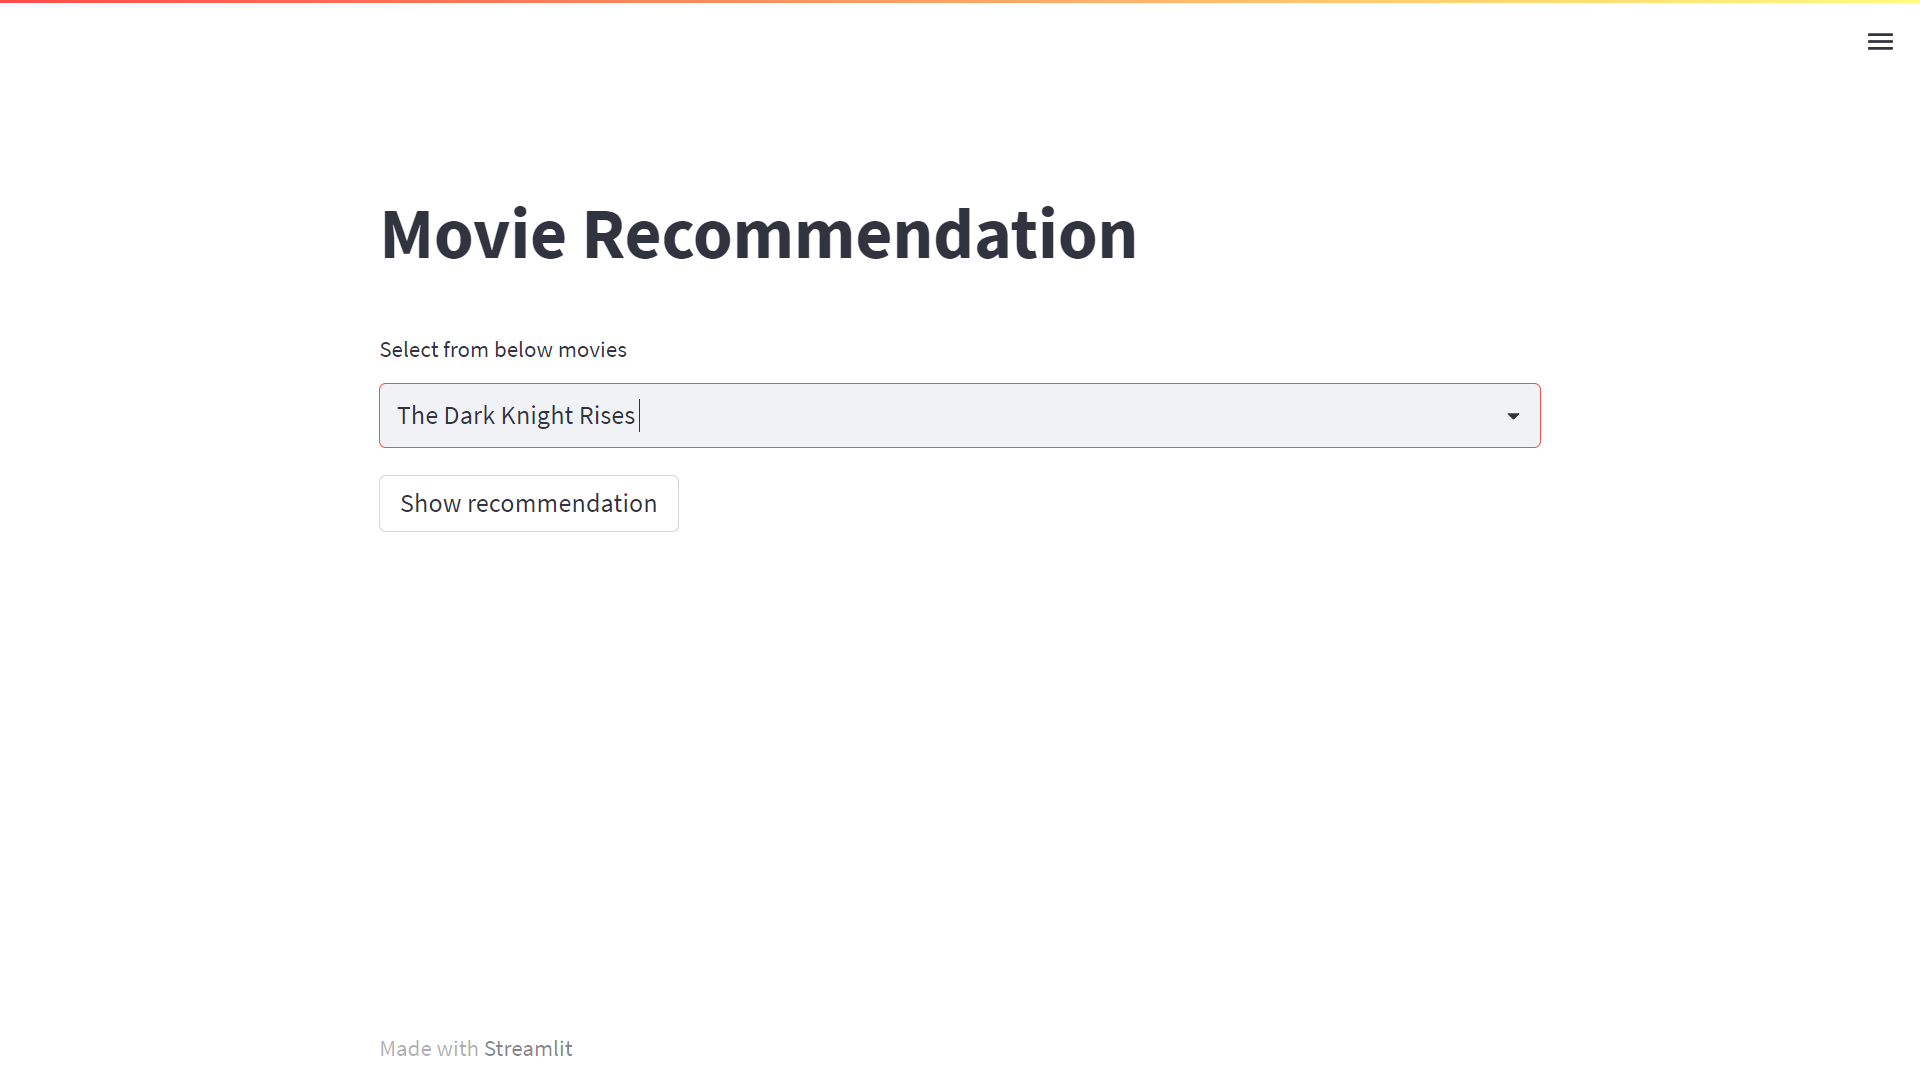 Movie Recommendation
Select from below movies
The Dark Knight Rises
Show recommendation
Made with Streamlit